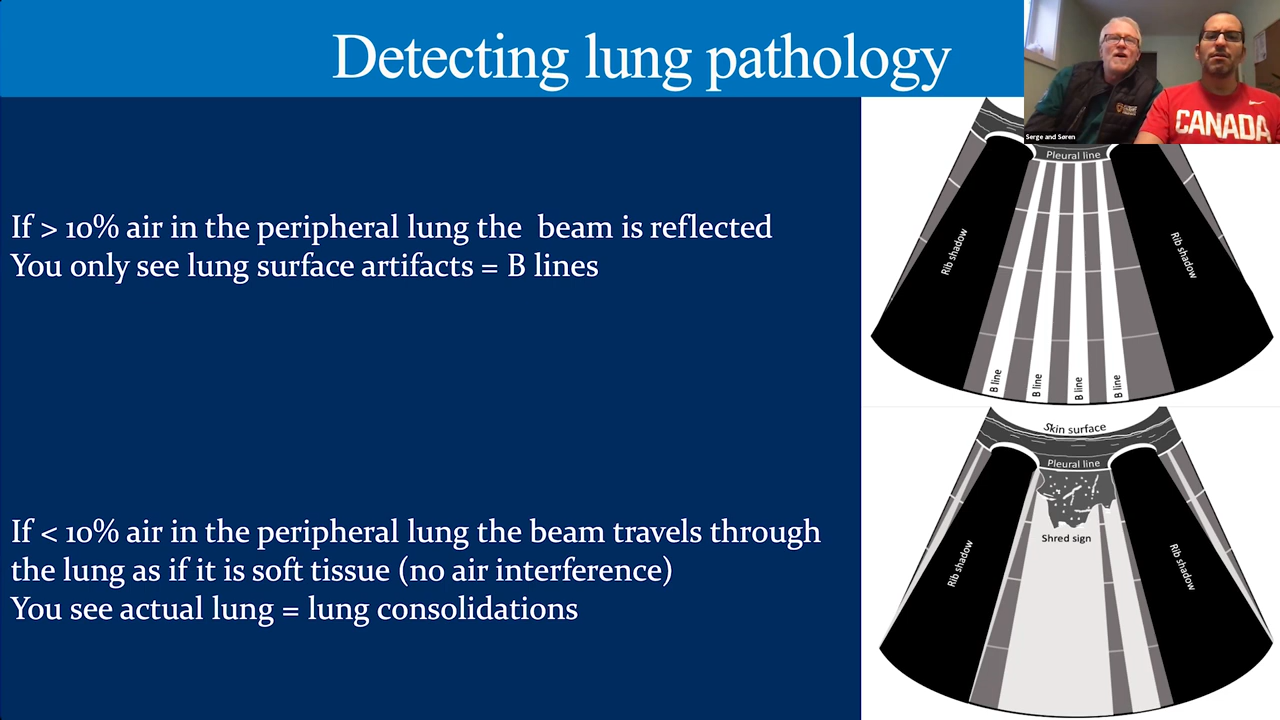 Detecting lung pathology
CANADA
Serge and Søren
If > 10% air in the peripheral lung the  beam is reflected
You only see lung surface artifacts = B lines
If < 10% air in the peripheral lung the beam travels through
the lung as if it is soft tissue (no air interference)
You see actual lung = lung consolidations
Pleural line
Rib shadow
Rib shadow
B line
B line
B line
B line
Skin surface
Pleural line
Shred sign
Rib shadow
Rib shadow